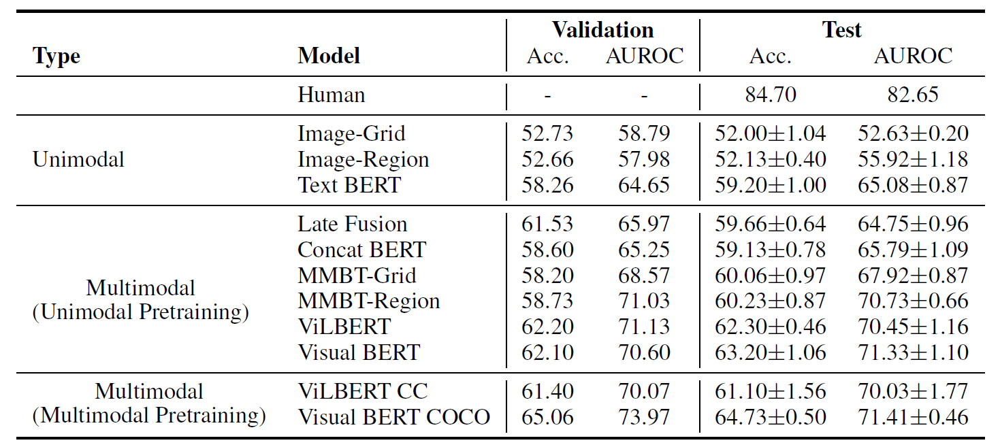 Validation Test
Type Model Acc. AUROC Acc. AUROC
Human - - 84.70 82.65
Image-Grid 52.73 58.79 52.00±1.04 52.63±0.20
Unimodal Image-Region 52.66 57.98 52.13±0.40 55.92±1.18
Text BERT 58.26 64.65 59.20±1.00 65.08±0.87
Late Fusion 61.53 65.97 59.66±0.64 64.75±0.96
Concat BERT 58.60 65.25 59.13±0.78 65.79±1.09
MMBT-Grid 58.20 68.57 60.06±0.97 67.92±0.87
Multimodal
(Unimodal Pretraining)
MMBT-Region 58.73 71.03 60.23±0.87 70.73±0.66
ViLBERT 62.20 71.13 62.30±0.46 70.45±1.16
Visual BERT 62.10 70.60 63.20±1.06 71.33±1.10
Multimodal
(Multimodal Pretraining)
ViLBERT CC 61.40 70.07 61.10±1.56 70.03±1.77
Visual BERT COCO 65.06 73.97 64.73±0.50 71.41±0.46